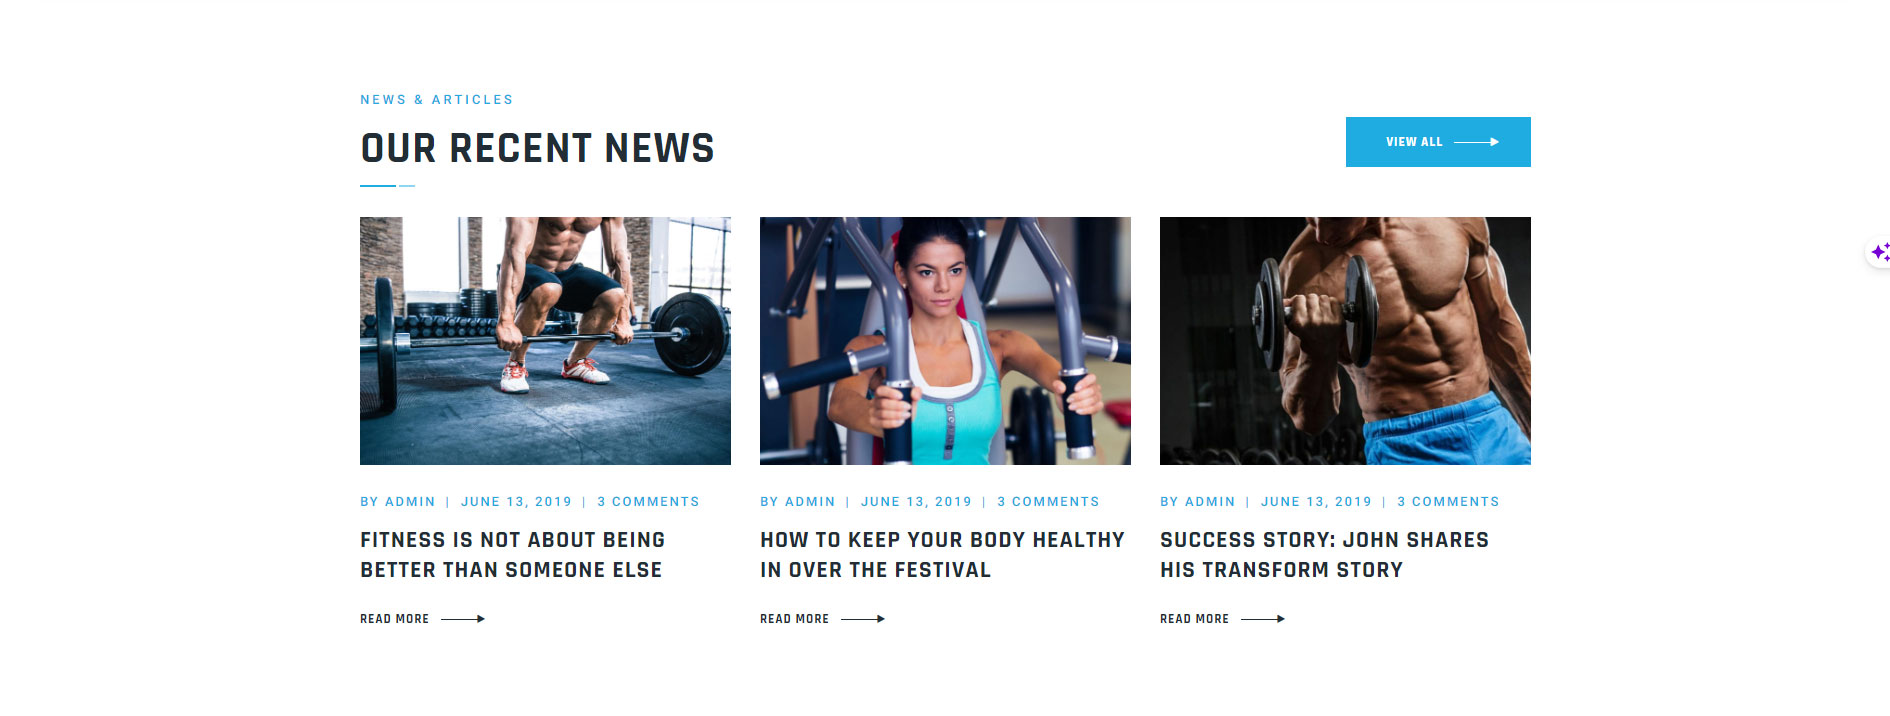 NEWS & ARTICLES
OUR RECENT NEWS
VIEW ALL
BY ADMIN | JUNE 13, 2019 | 3 COMMENTS
FITNESS IS NOT ABOUT BEING
BETTER THAN SOMEONE ELSE
READ MORE
BY ADMIN | JUNE 13, 2019 | 3 COMMENTS
HOW TO KEEP YOUR BODY HEALTHY
IN OVER THE FESTIVAL
READ MORE
BY ADMIN | JUNE 13, 2019 | 3 COMMENTS
SUCCESS STORY: JOHN SHARES
HIS TRANSFORM STORY
READ MORE